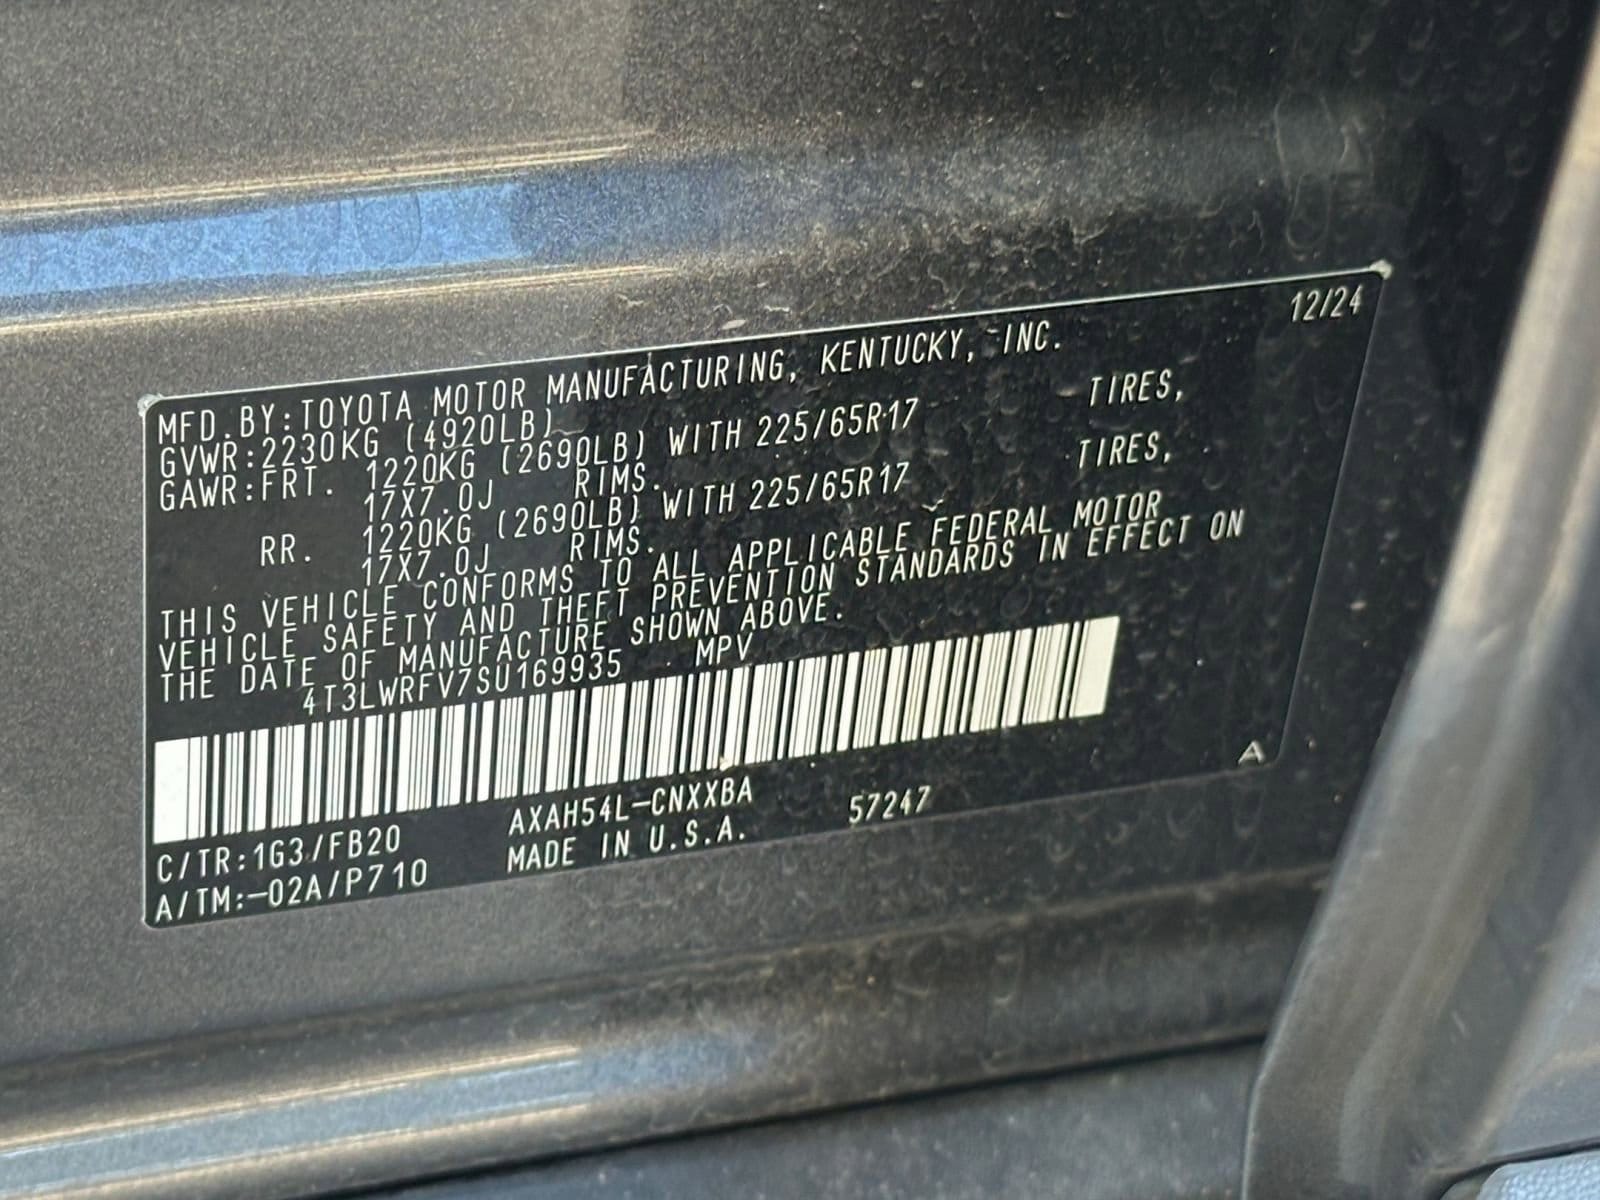 12/24
MFD.BY:TOYOTA MOTOR MANUFACTURING, KENTUCKY, INC.
GVWR:2230KG (4920LB)
GAWR:FRT. 1220KG (2690LB) WITH 225/65R17 TIRES,
17X7.0J RIMS.
RR. 1220KG (2690LB) WITH 225/65R17 TIRES,
17X7.0J RIMS.
THIS VEHICLE CONFORMS TO ALL APPLICABLE FEDERAL MOTOR
VEHICLE SAFETY AND THEFT PREVENTION STANDARDS IN EFFECT ON
THE DATE OF MANUFACTURE SHOWN ABOVE.
4T3LWRFV7SU169935 MPV
C/TR:1G3/FB20 AXAH54L-CNXXBA 57247 A
A/TM:-02A/P710 MADE IN U.S.A.